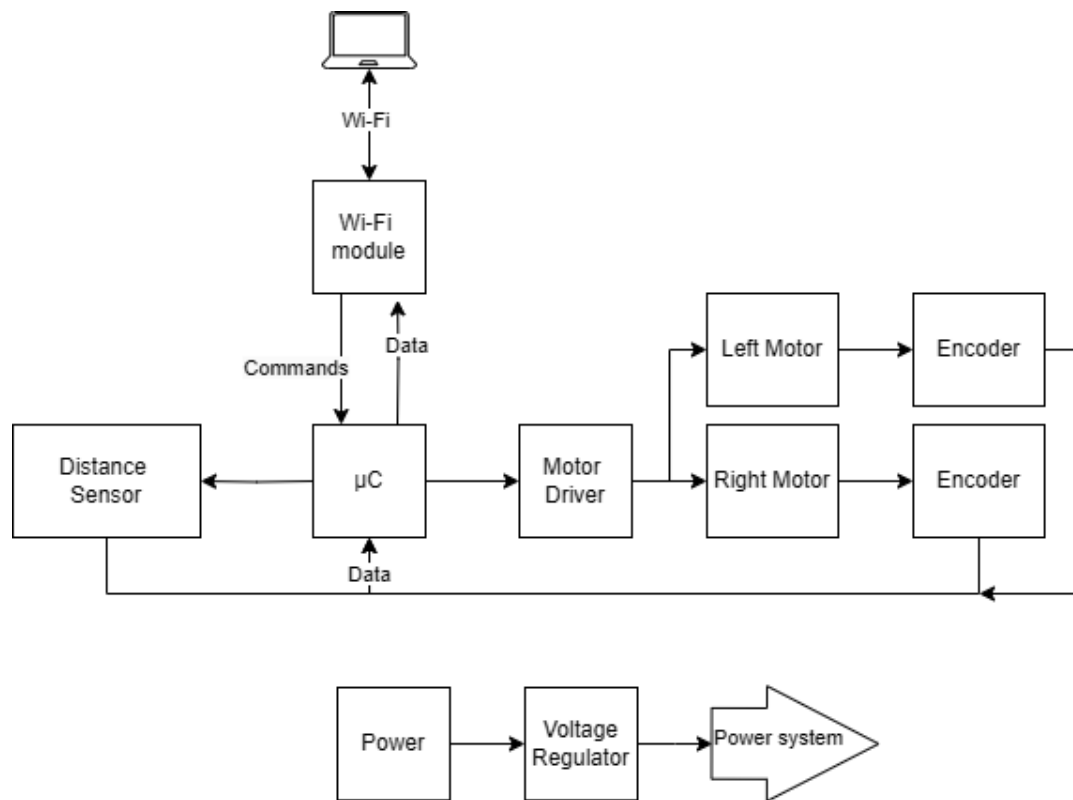 Wi-Fi
Wi-Fi
module
Data
Commands
Left Motor
Encoder
Distance
Sensor
µC
Motor
Driver
Right Motor
Encoder
Data
Power
Voltage
Regulator
Power system